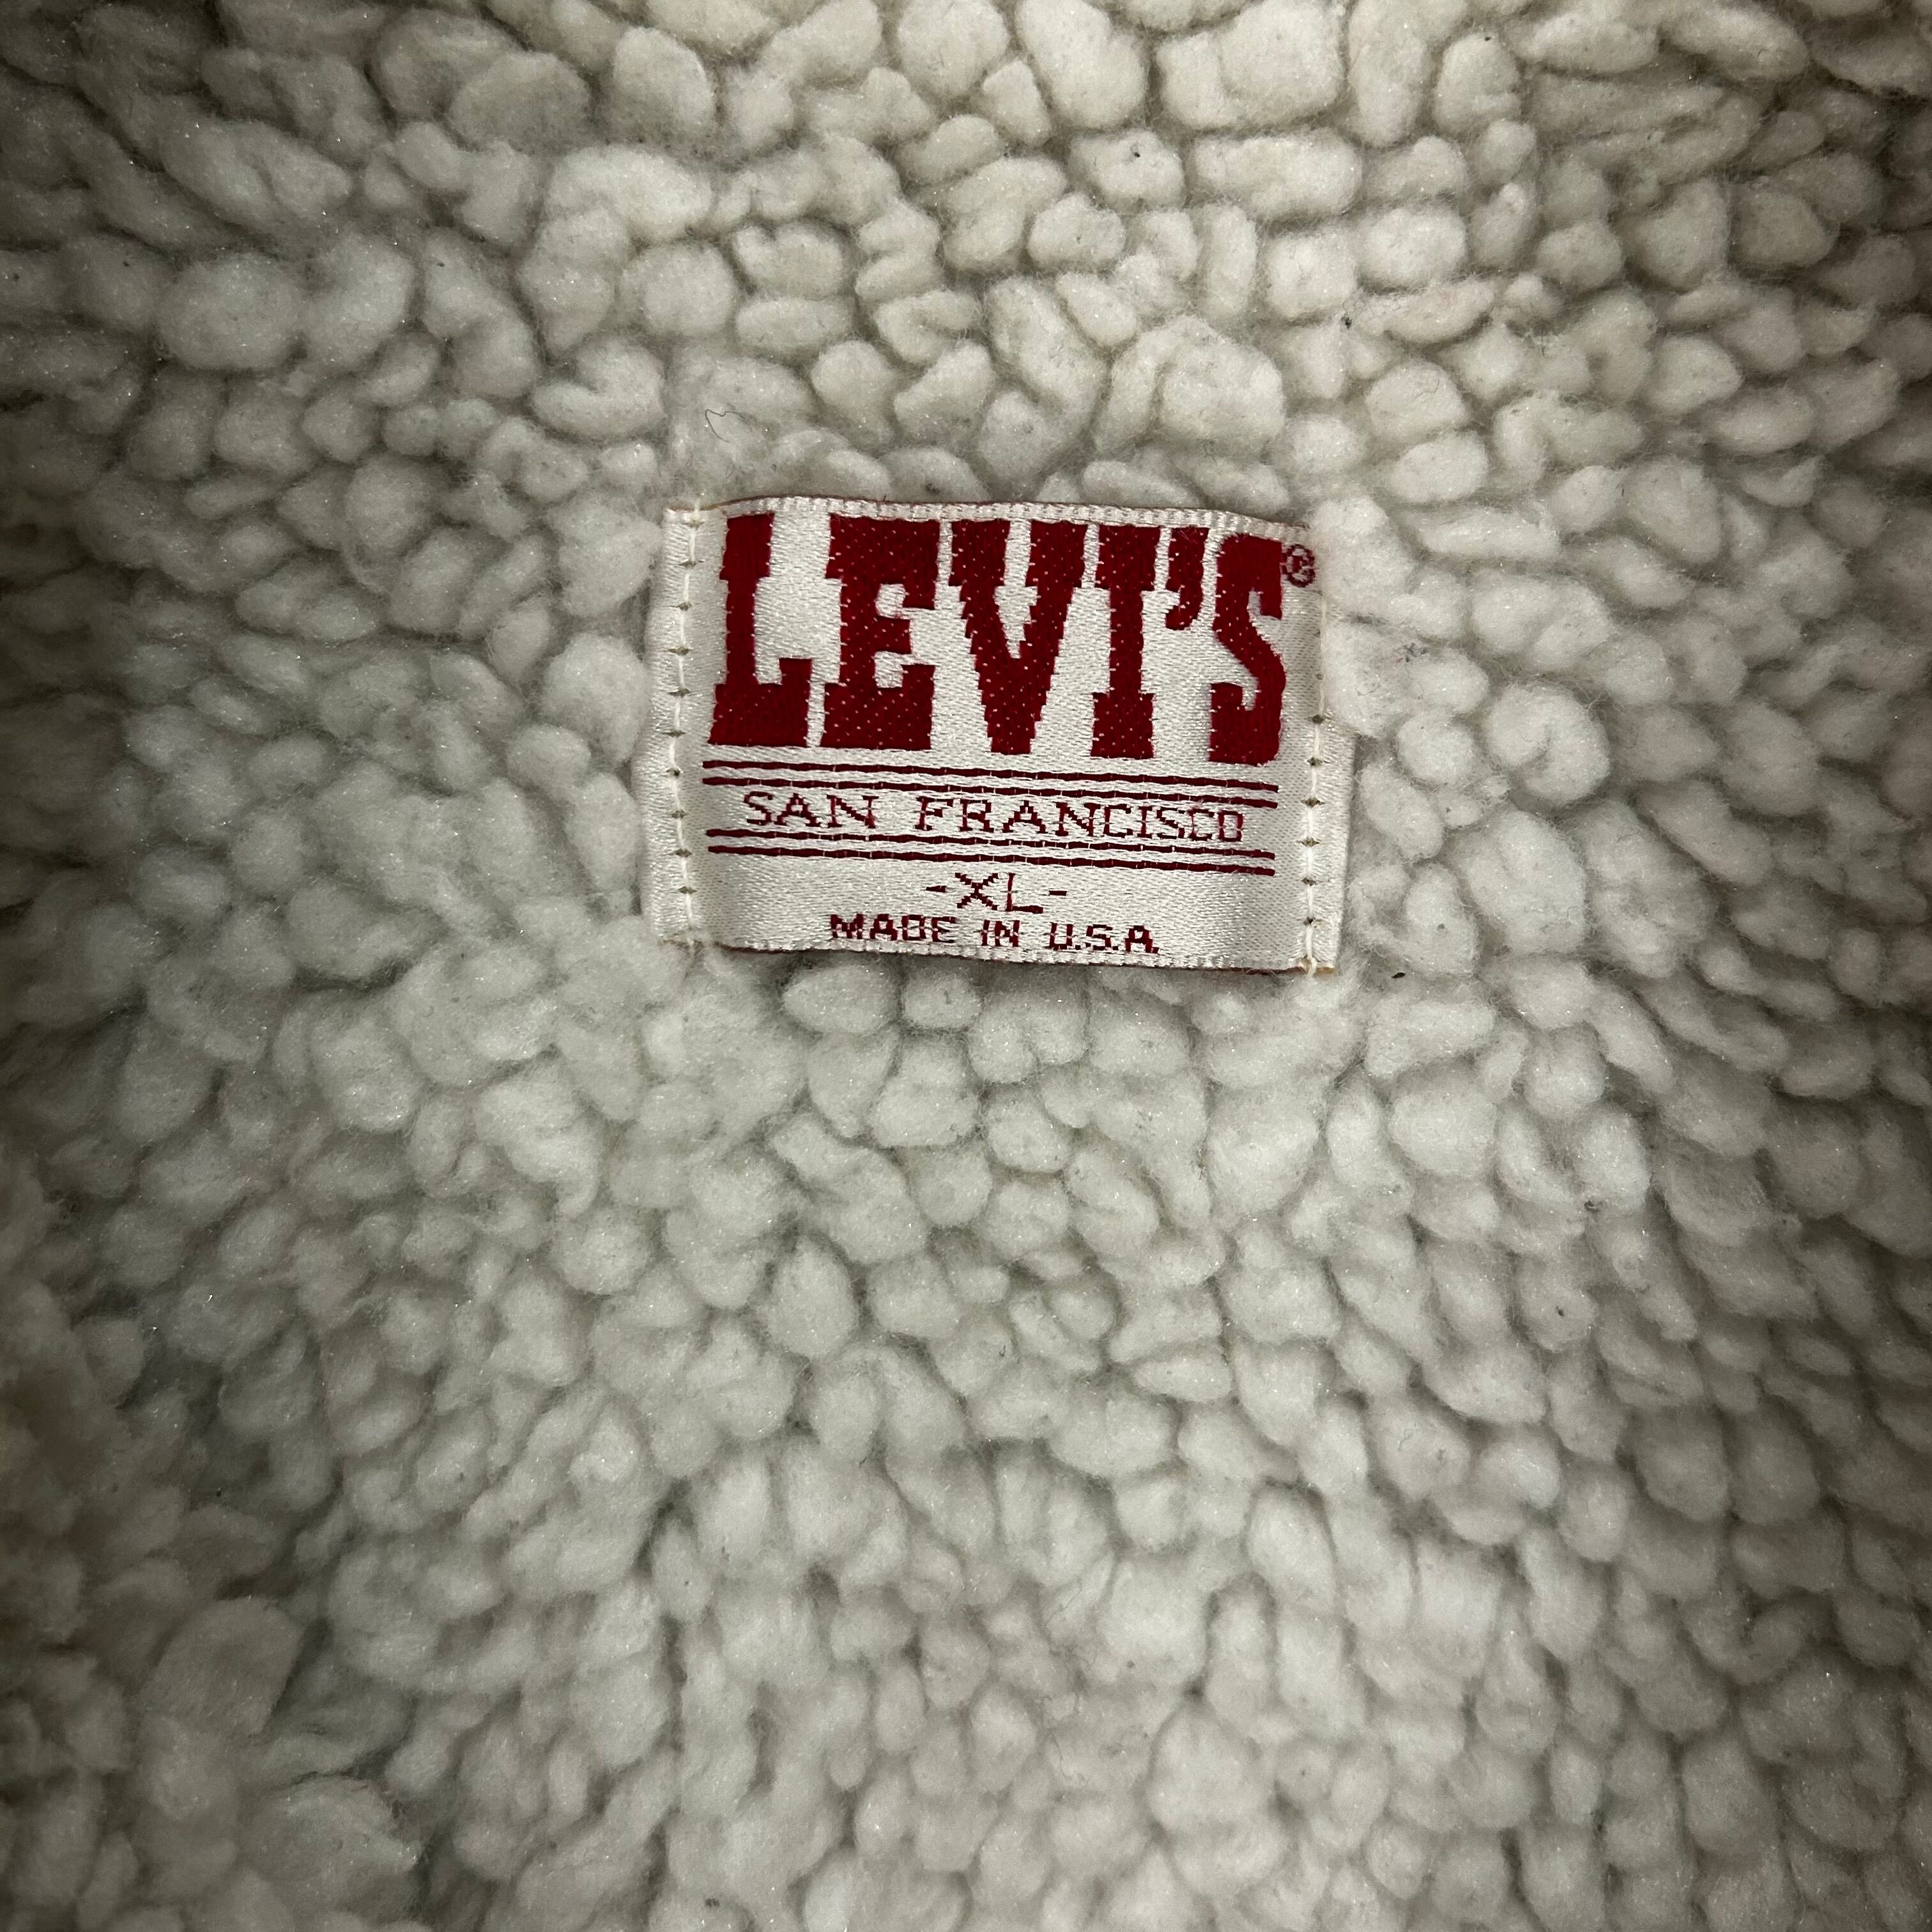 LEVI'S®
SAN FRANCISCO
-XL-
MADE IN U.S.A.